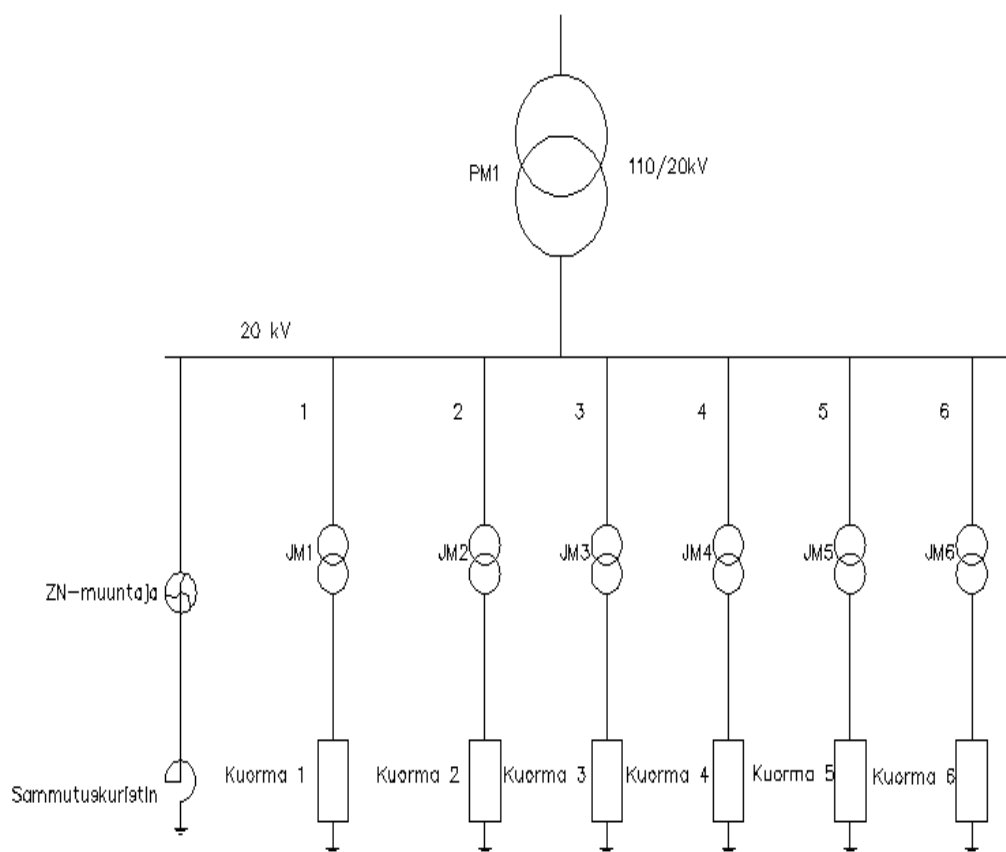 PM1
110/20kV
20 kV
1
2
3
4
5
6
JM1
JM2
JM3
JM4
JM5
JM6
ZN-muuntaja
Kuorma 1
Kuorma 2
Kuorma 3
Kuorma 4
Kuorma 5
Kuorma 6
Sammutuskuristin